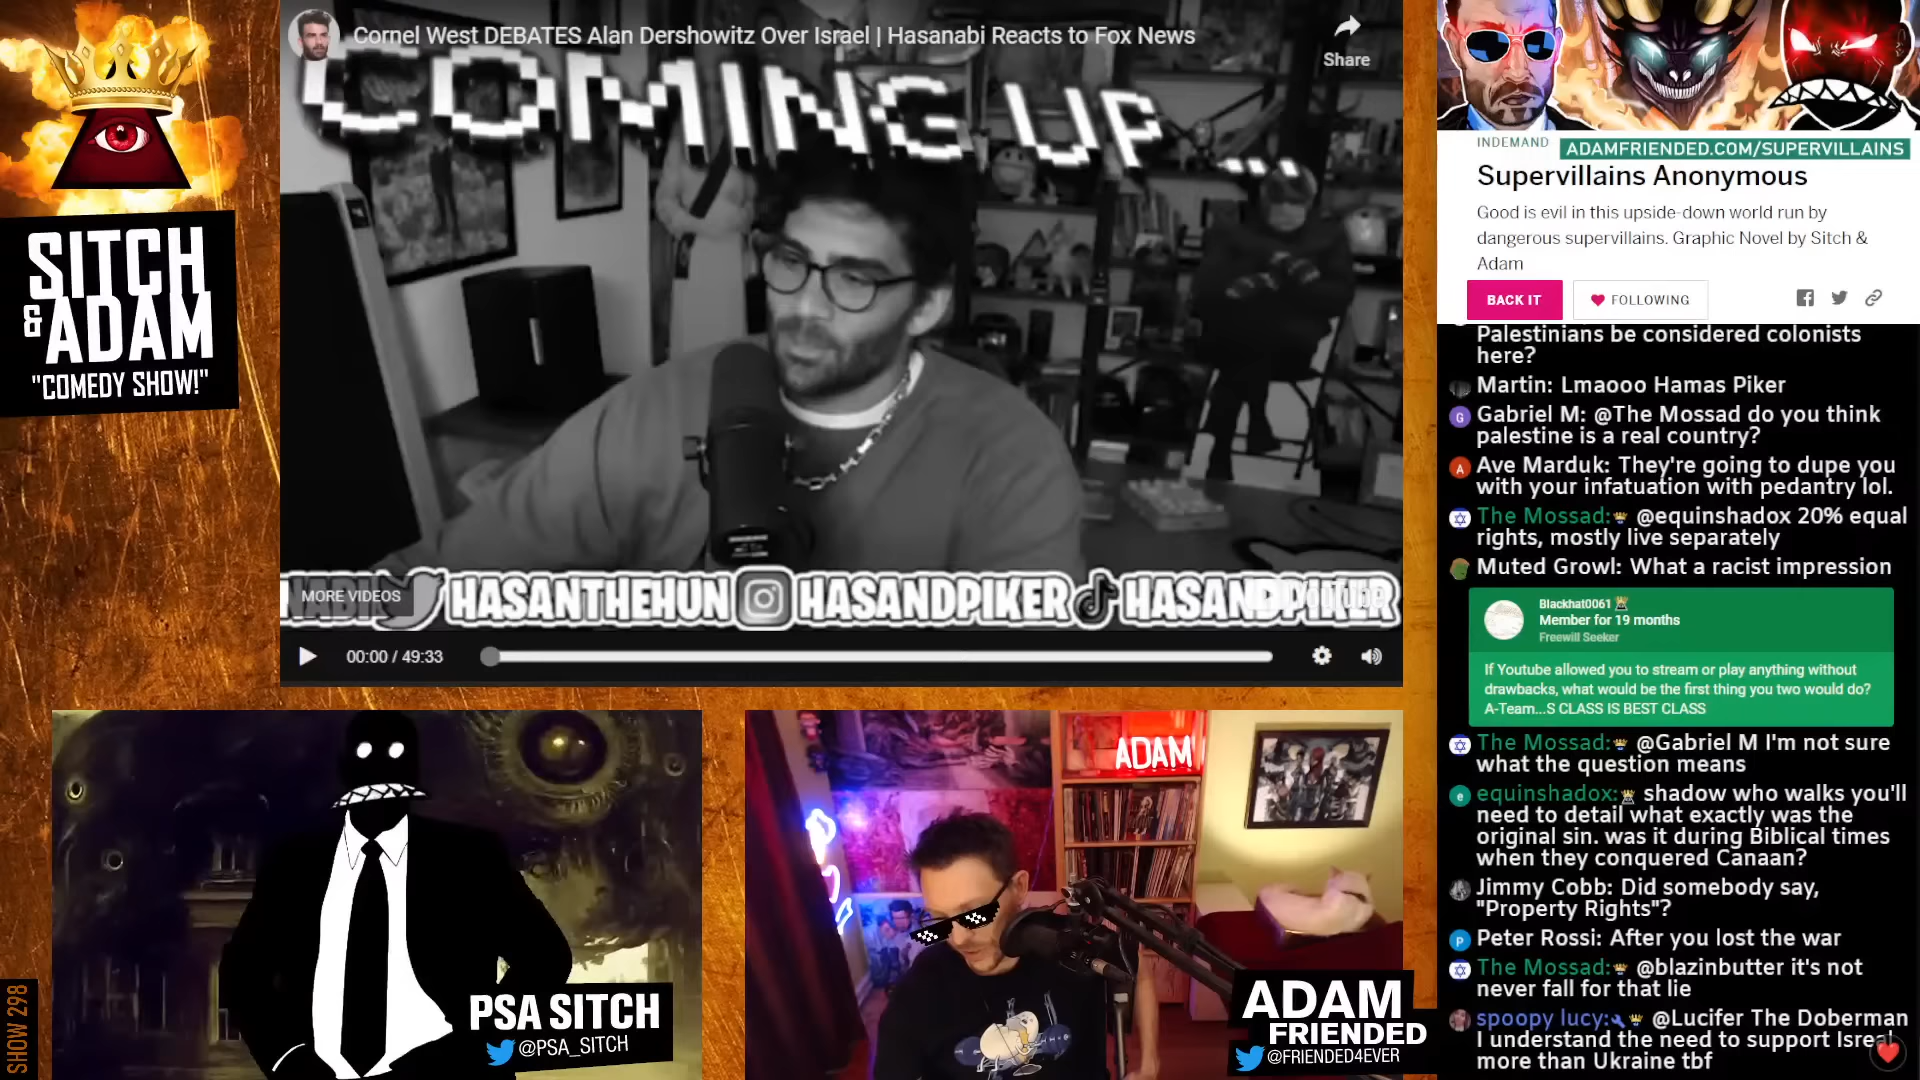 SITCH
& ADAM
"COMEDY SHOW!"
SHOW 298
Cornel West DEBATES Alan Dershowitz Over Israel | Hasanabi Reacts to Fox News
Share
COMING UP ...
MORE VIDEOS
HASANTHEHUN
HASANDPIKER
HASANDPIKER
00:00 / 49:33
PSA SITCH
@PSA_SITCH
ADAM
ADAM
FRIENDED
@FRIENDED4EVER
INDEMAND
ADAMFRIENDED.COM/SUPERVILLAINS
Supervillains Anonymous
Good is evil in this upside-down world run by
dangerous supervillains. Graphic Novel by Sitch &
Adam
BACK IT
FOLLOWING
Palestinians be considered colonists
here?
Martin: Lmaooo Hamas Piker
G
Gabriel M: @The Mossad do you think
palestine is a real country?
A
Ave Marduk: They're going to dupe you
with your infatuation with pedantry lol.
The Mossad: @equinshadox 20% equal
rights, mostly live separately
Muted Growl: What a racist impression
Blackhat0061
Member for 19 months
Freewill Seeker
If Youtube allowed you to stream or play anything without
drawbacks, what would be the first thing you two would do?
A-Team...S CLASS IS BEST CLASS
The Mossad: @Gabriel M I'm not sure
what the question means
e
equinshadox: shadow who walks you'll
need to detail what exactly was the
original sin. was it during Biblical times
when they conquered Canaan?
Jimmy Cobb: Did somebody say,
"Property Rights"?
P
Peter Rossi: After you lost the war
The Mossad: @blazinbutter it's not
never fall for that lie
spoopy lucy: @Lucifer The Doberman
I understand the need to support Isreal
more than Ukraine tbf